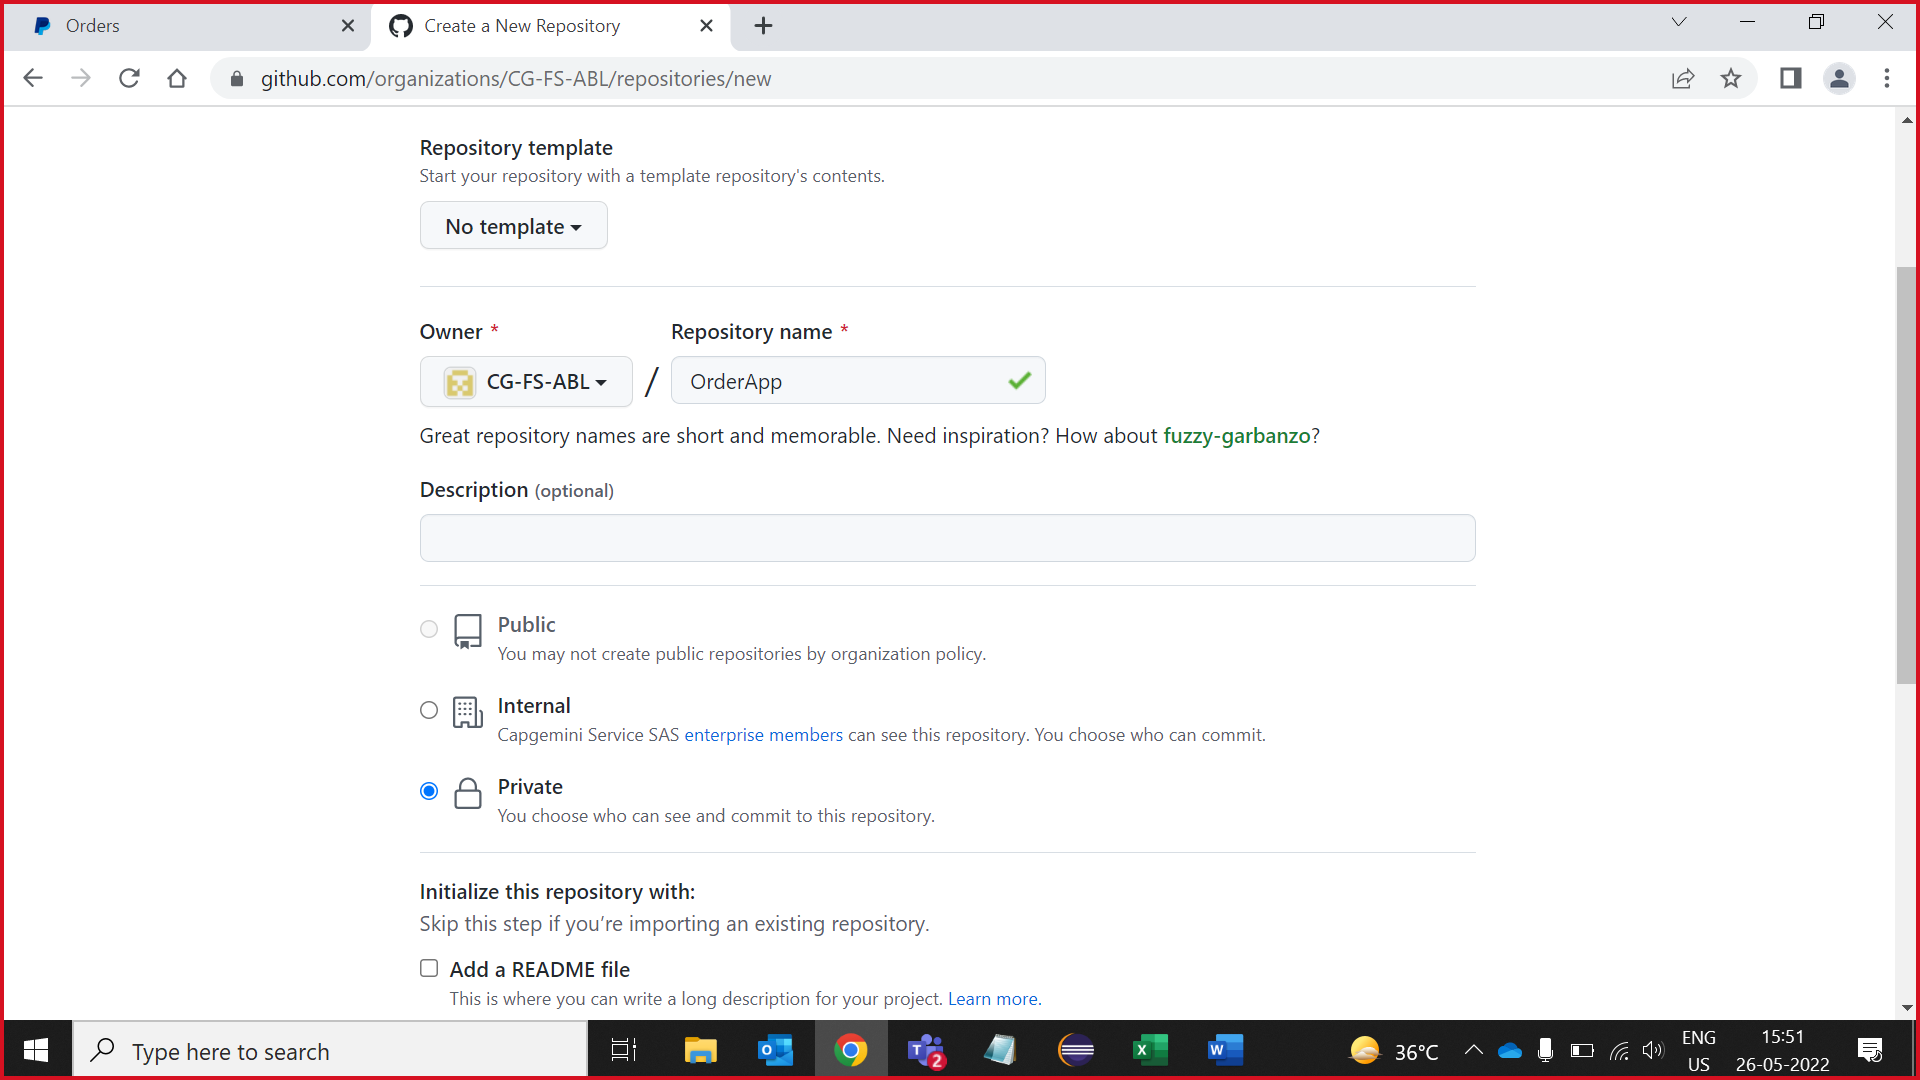 Orders
Create a New Repository
github.com/organizations/CG-FS-ABL/repositories/new
Repository template
Start your repository with a template repository's contents.
No template
Owner *
Repository name *
CG-FS-ABL
/
OrderApp
Great repository names are short and memorable. Need inspiration? How about fuzzy-garbanzo?
Description (optional)
Public
You may not create public repositories by organization policy.
Internal
Capgemini Service SAS enterprise members can see this repository. You choose who can commit.
Private
You choose who can see and commit to this repository.
Initialize this repository with:
Skip this step if you’re importing an existing repository.
Add a README file
This is where you can write a long description for your project. Learn more.
Type here to search
2
36°C
ENG
US
15:51
26-05-2022